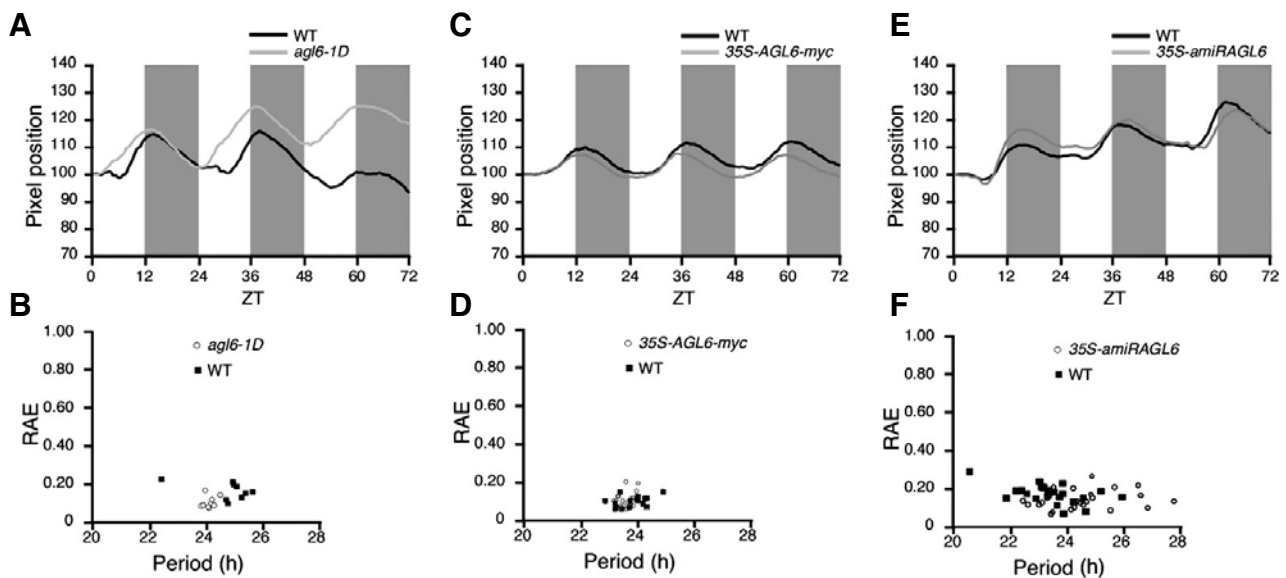 A
WT
agl6-1D
140
130
120
110
100
90
80
70
Pixel position
0 12 24 36 48 60 72
ZT
C
WT
35S-AGL6-myc
140
130
120
110
100
90
80
70
Pixel position
0 12 24 36 48 60 72
ZT
E
WT
35S-amiRAGL6
140
130
120
110
100
90
80
70
Pixel position
0 12 24 36 48 60 72
ZT
B
agl6-1D
WT
1.00
0.80
0.60
0.40
0.20
0
RAE
20 22 24 26 28
Period (h)
D
35S-AGL6-myc
WT
1.00
0.80
0.60
0.40
0.20
0
RAE
20 22 24 26 28
Period (h)
F
35S-amiRAGL6
WT
1.00
0.80
0.60
0.40
0.20
0
RAE
20 22 24 26 28
Period (h)